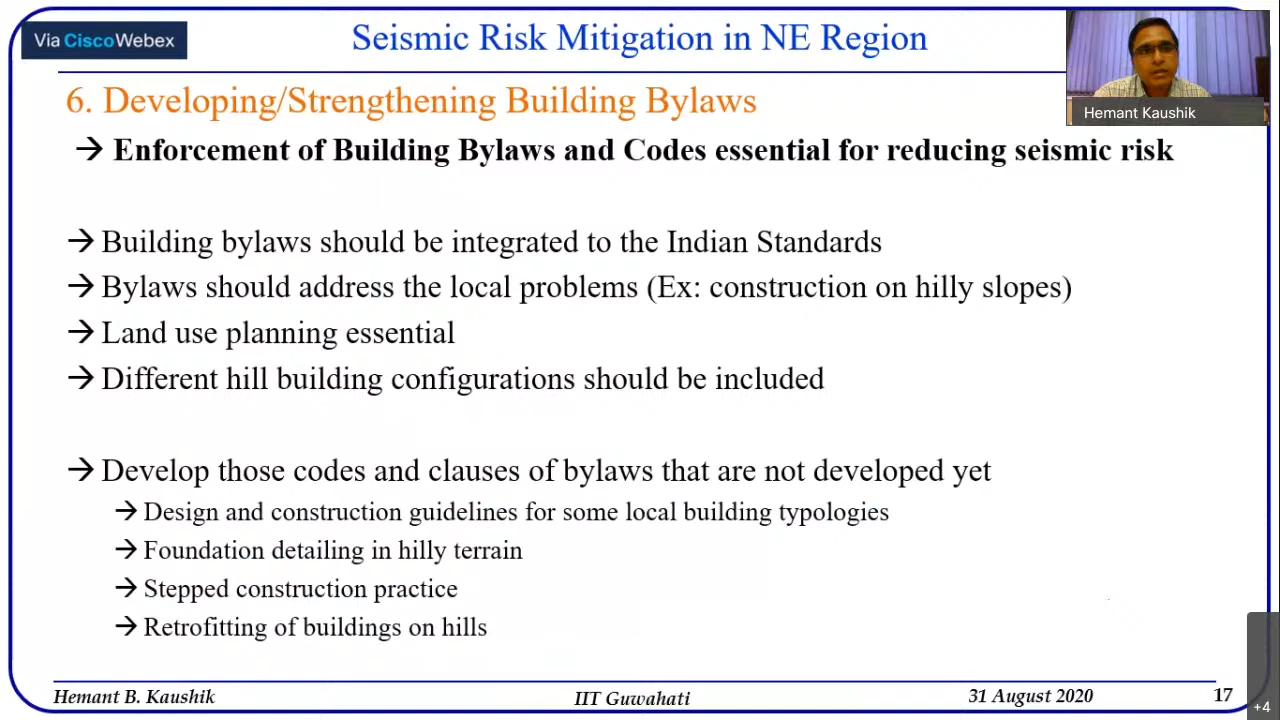 Via Cisco Webex
Seismic Risk Mitigation in NE Region
Hemant Kaushik
6. Developing/Strengthening Building Bylaws
→ Enforcement of Building Bylaws and Codes essential for reducing seismic risk
→ Building bylaws should be integrated to the Indian Standards
→ Bylaws should address the local problems (Ex: construction on hilly slopes)
→ Land use planning essential
→ Different hill building configurations should be included
→ Develop those codes and clauses of bylaws that are not developed yet
→ Design and construction guidelines for some local building typologies
→ Foundation detailing in hilly terrain
→ Stepped construction practice
→ Retrofitting of buildings on hills
Hemant B. Kaushik IIT Guwahati 31 August 2020 17
+4